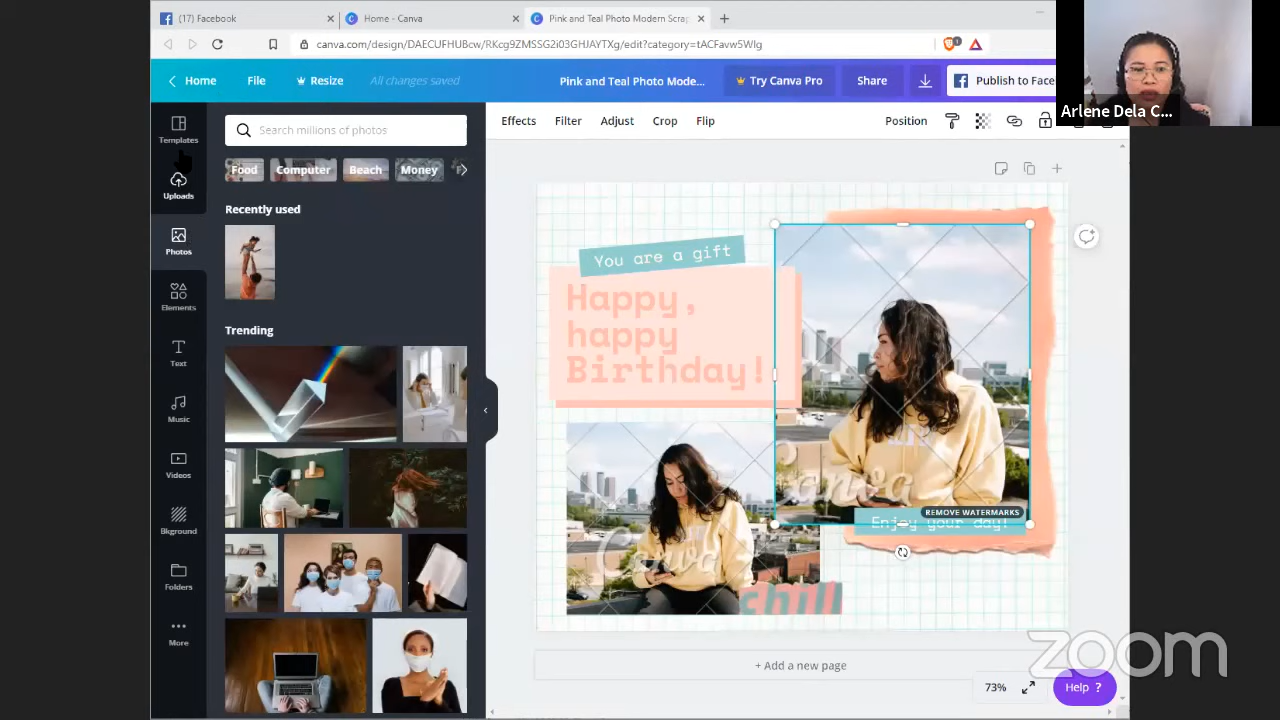 (17) Facebook
Home - Canva
Pink and Teal Photo Modern Scrap
canva.com/design/DAECUFHUBcw/RKcg9ZMSSG2i03GHJAYTXg/edit?category=tACFavw5WIg
Home
File
Resize
All changes saved
Pink and Teal Photo Mode...
Try Canva Pro
Share
Publish to Face
Arlene Dela C...
Templates
Uploads
Photos
Elements
Text
Music
Videos
Bkground
Folders
More
Search millions of photos
Food
Computer
Beach
Money
Recently used
Trending
Effects
Filter
Adjust
Crop
Flip
Position
You are a gift
Happy,
happy
Birthday!
Canva
REMOVE WATERMARKS
Enjoy your day!
Canva
chill
+ Add a new page
73%
Help ?
zoom